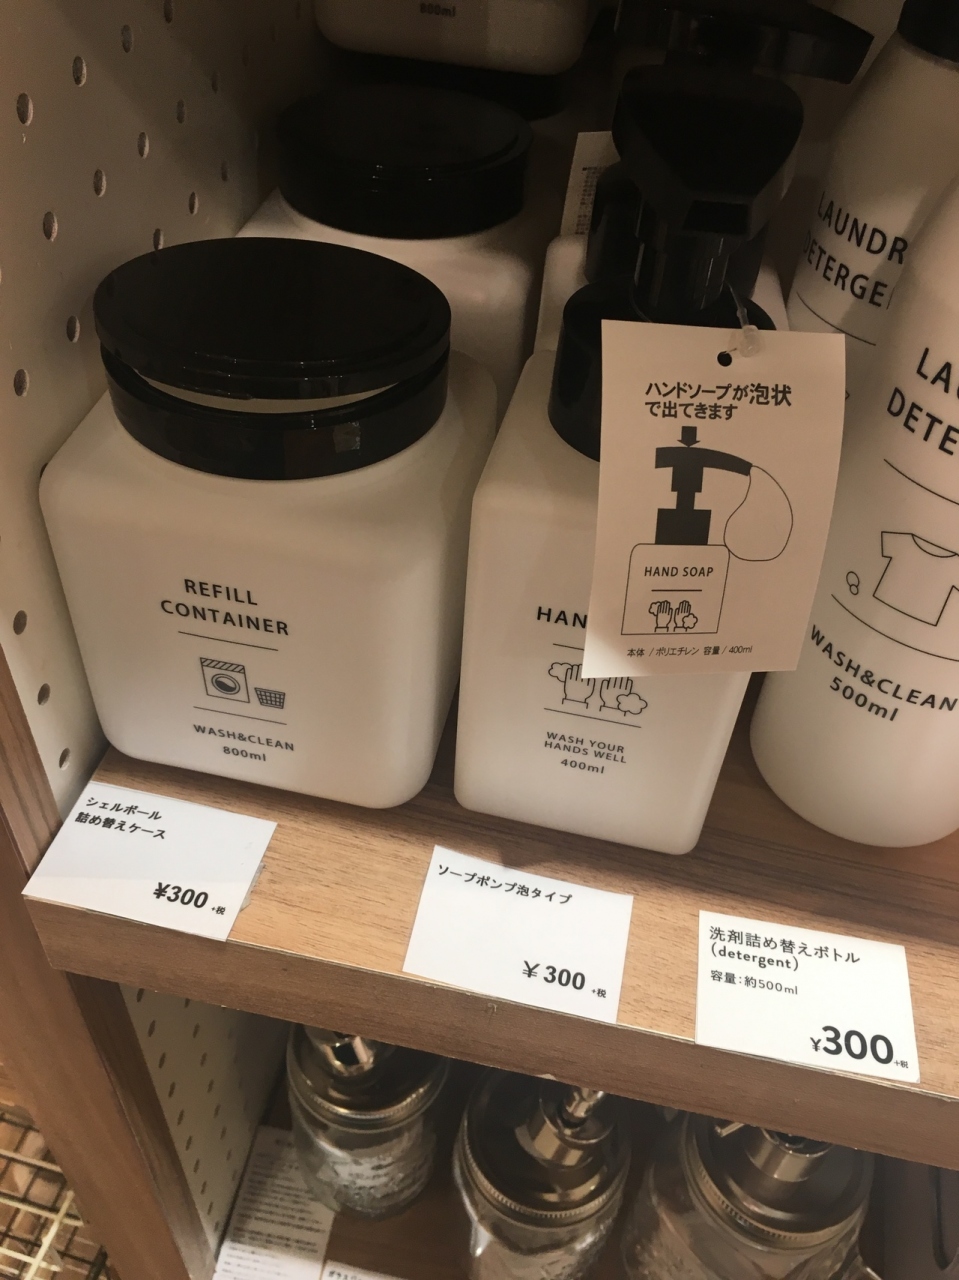 800ml
REFILL
CONTAINER
WASH&CLEAN
800ml
HAN
WASH YOUR
HANDS WELL
400ml
ハンドソープが泡状
で出てきます
HAND SOAP
本体 / ポリエチレン 容量 / 400ml
LAUNDR
DETERGE
LA
DETE
WASH&CLEAN
500ml
シェルポール
詰め替えケース
¥300 +税
ソープポンプ泡タイプ
¥300 +税
洗剤詰め替えボトル
(detergent)
容量:約500ml
¥300 +税